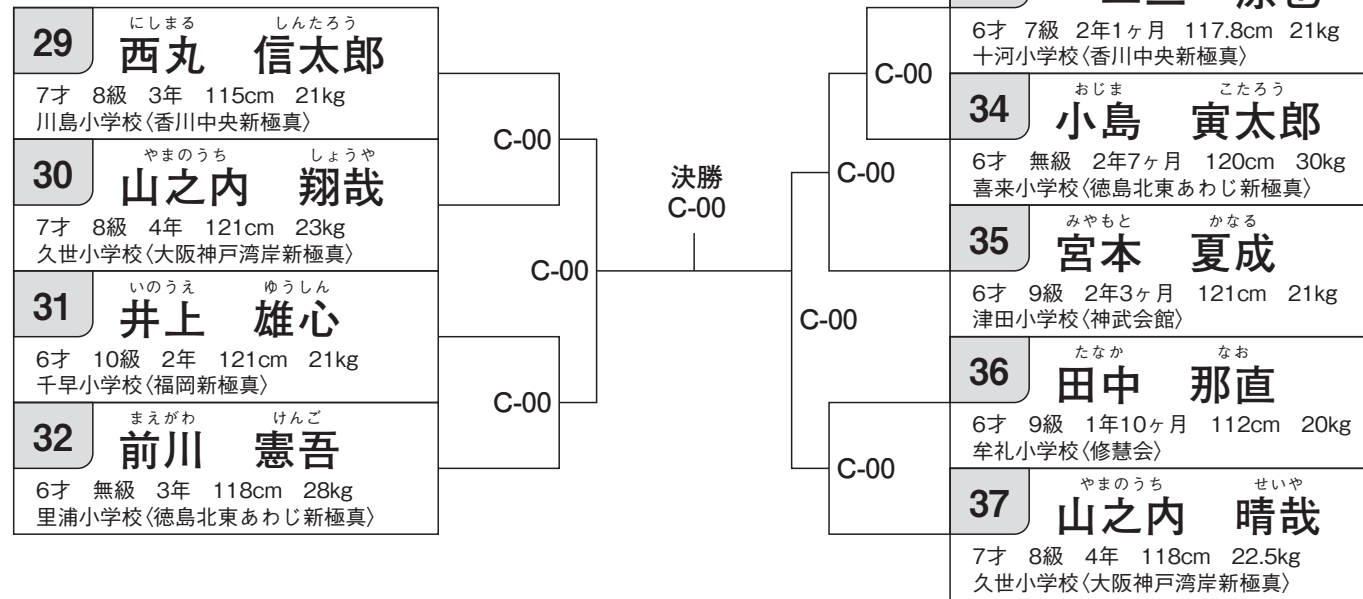 29
にしまる しんたろう
西丸 信太郎
7才 8級 3年 115cm 21kg
川島小学校〈香川中央新極真〉
30
やまのうち しょうや
山之内 翔哉
7才 8級 4年 121cm 23kg
久世小学校〈大阪神戸湾岸新極真〉
31
いのうえ ゆうしん
井上 雄心
6才 10級 2年 121cm 21kg
千早小学校〈福岡新極真〉
32
まえがわ けんご
前川 憲吾
6才 無級 3年 118cm 28kg
里浦小学校〈徳島北東あわじ新極真〉
C-00
C-00
C-00
決勝
C-00
C-00
C-00
C-00
C-00
6才 7級 2年1ヶ月 117.8cm 21kg
十河小学校〈香川中央新極真〉
34
おじま こたろう
小島 寅太郎
6才 無級 2年7ヶ月 120cm 30kg
喜来小学校〈徳島北東あわじ新極真〉
35
みやもと かなる
宮本 夏成
6才 9級 2年3ヶ月 121cm 21kg
津田小学校〈神武会館〉
36
たなか なお
田中 那直
6才 9級 1年10ヶ月 112cm 20kg
牟礼小学校〈修慧会〉
37
やまのうち せいや
山之内 晴哉
7才 8級 4年 118cm 22.5kg
久世小学校〈大阪神戸湾岸新極真〉